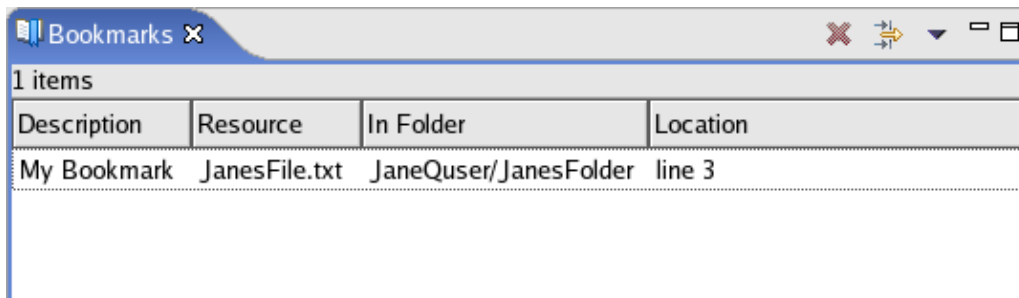 Bookmarks
1 items
Description Resource In Folder Location
My Bookmark JanesFile.txt JaneQuser/JanesFolder line 3